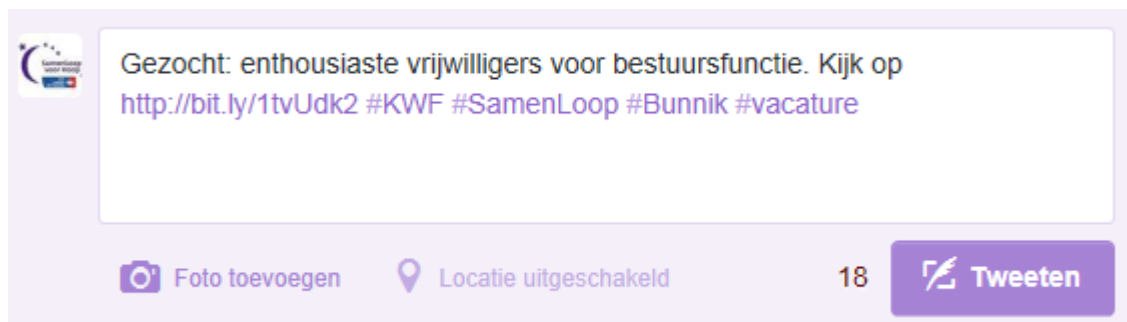 Gezocht: enthousiaste vrijwilligers voor bestuursfunctie. Kijk op
http://bit.ly/1tvUdk2 #KWF #SamenLoop #Bunnik #vacature
Foto toevoegen
Locatie uitgeschakeld
18
Tweeten